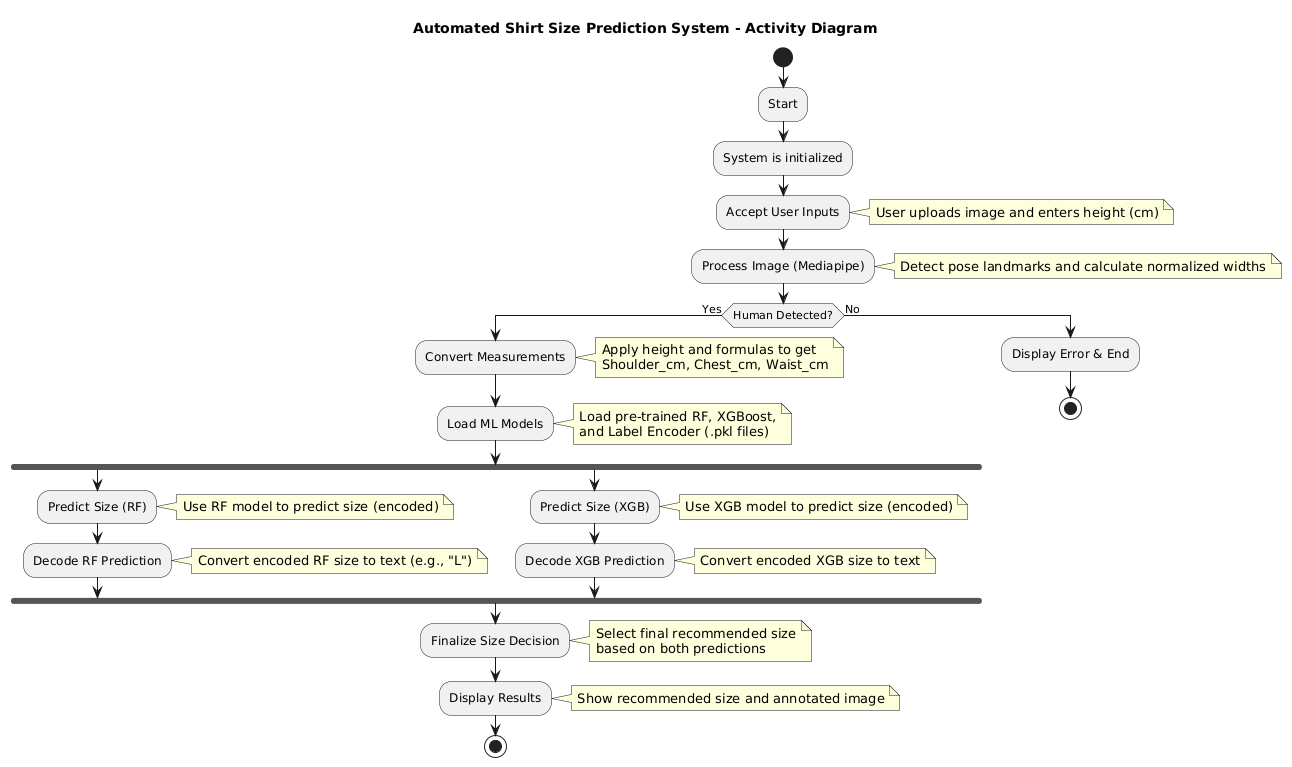 Automated Shirt Size Prediction System - Activity Diagram
Start
System is initialized
Accept User Inputs
User uploads image and enters height (cm)
Process Image (Mediapipe)
Detect pose landmarks and calculate normalized widths
Yes
Human Detected?
No
Convert Measurements
Apply height and formulas to get
Shoulder_cm, Chest_cm, Waist_cm
Display Error & End
Load ML Models
Load pre-trained RF, XGBoost,
and Label Encoder (.pkl files)
Predict Size (RF)
Use RF model to predict size (encoded)
Predict Size (XGB)
Use XGB model to predict size (encoded)
Decode RF Prediction
Convert encoded RF size to text (e.g., "L")
Decode XGB Prediction
Convert encoded XGB size to text
Finalize Size Decision
Select final recommended size
based on both predictions
Display Results
Show recommended size and annotated image